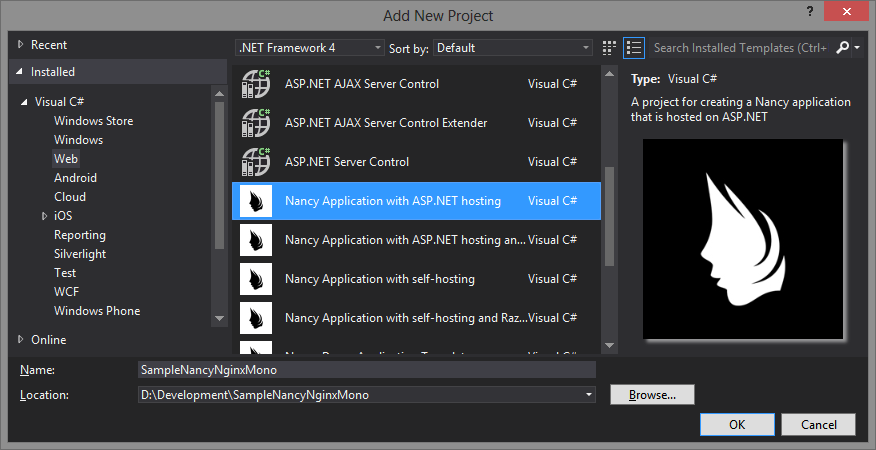 Add New Project
?
Recent
Installed
Visual C#
Windows Store
Windows
Web
Android
Cloud
iOS
Reporting
Silverlight
Test
WCF
Windows Phone
Online
.NET Framework 4
Sort by: Default
Search Installed Templates (Ctrl+
C# ASP.NET AJAX Server Control Visual C#
C# ASP.NET AJAX Server Control Extender Visual C#
C# ASP.NET Server Control Visual C#
Nancy Application with ASP.NET hosting Visual C#
Nancy Application with ASP.NET hosting an... Visual C#
Nancy Application with self-hosting Visual C#
Nancy Application with self-hosting and Raz... Visual C#
Type: Visual C#
A project for creating a Nancy application
that is hosted on ASP.NET
Name: SampleNancyNginxMono
Location: D:\Development\SampleNancyNginxMono
Browse...
OK
Cancel